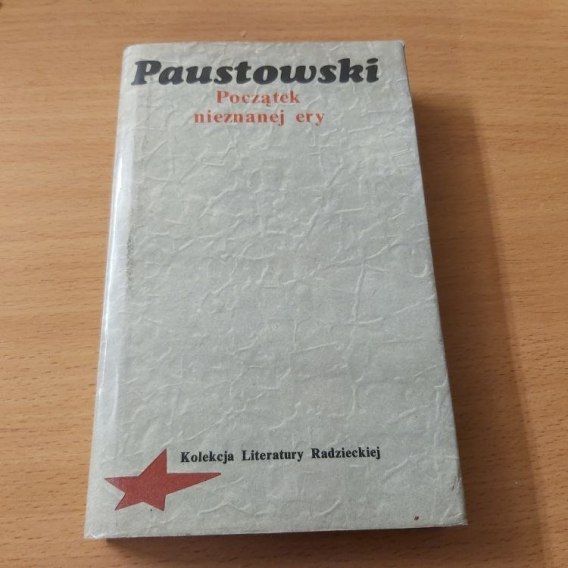 Paustowski
Początek
nieznanej ery
Kolekcja Literatury Radzieckiej